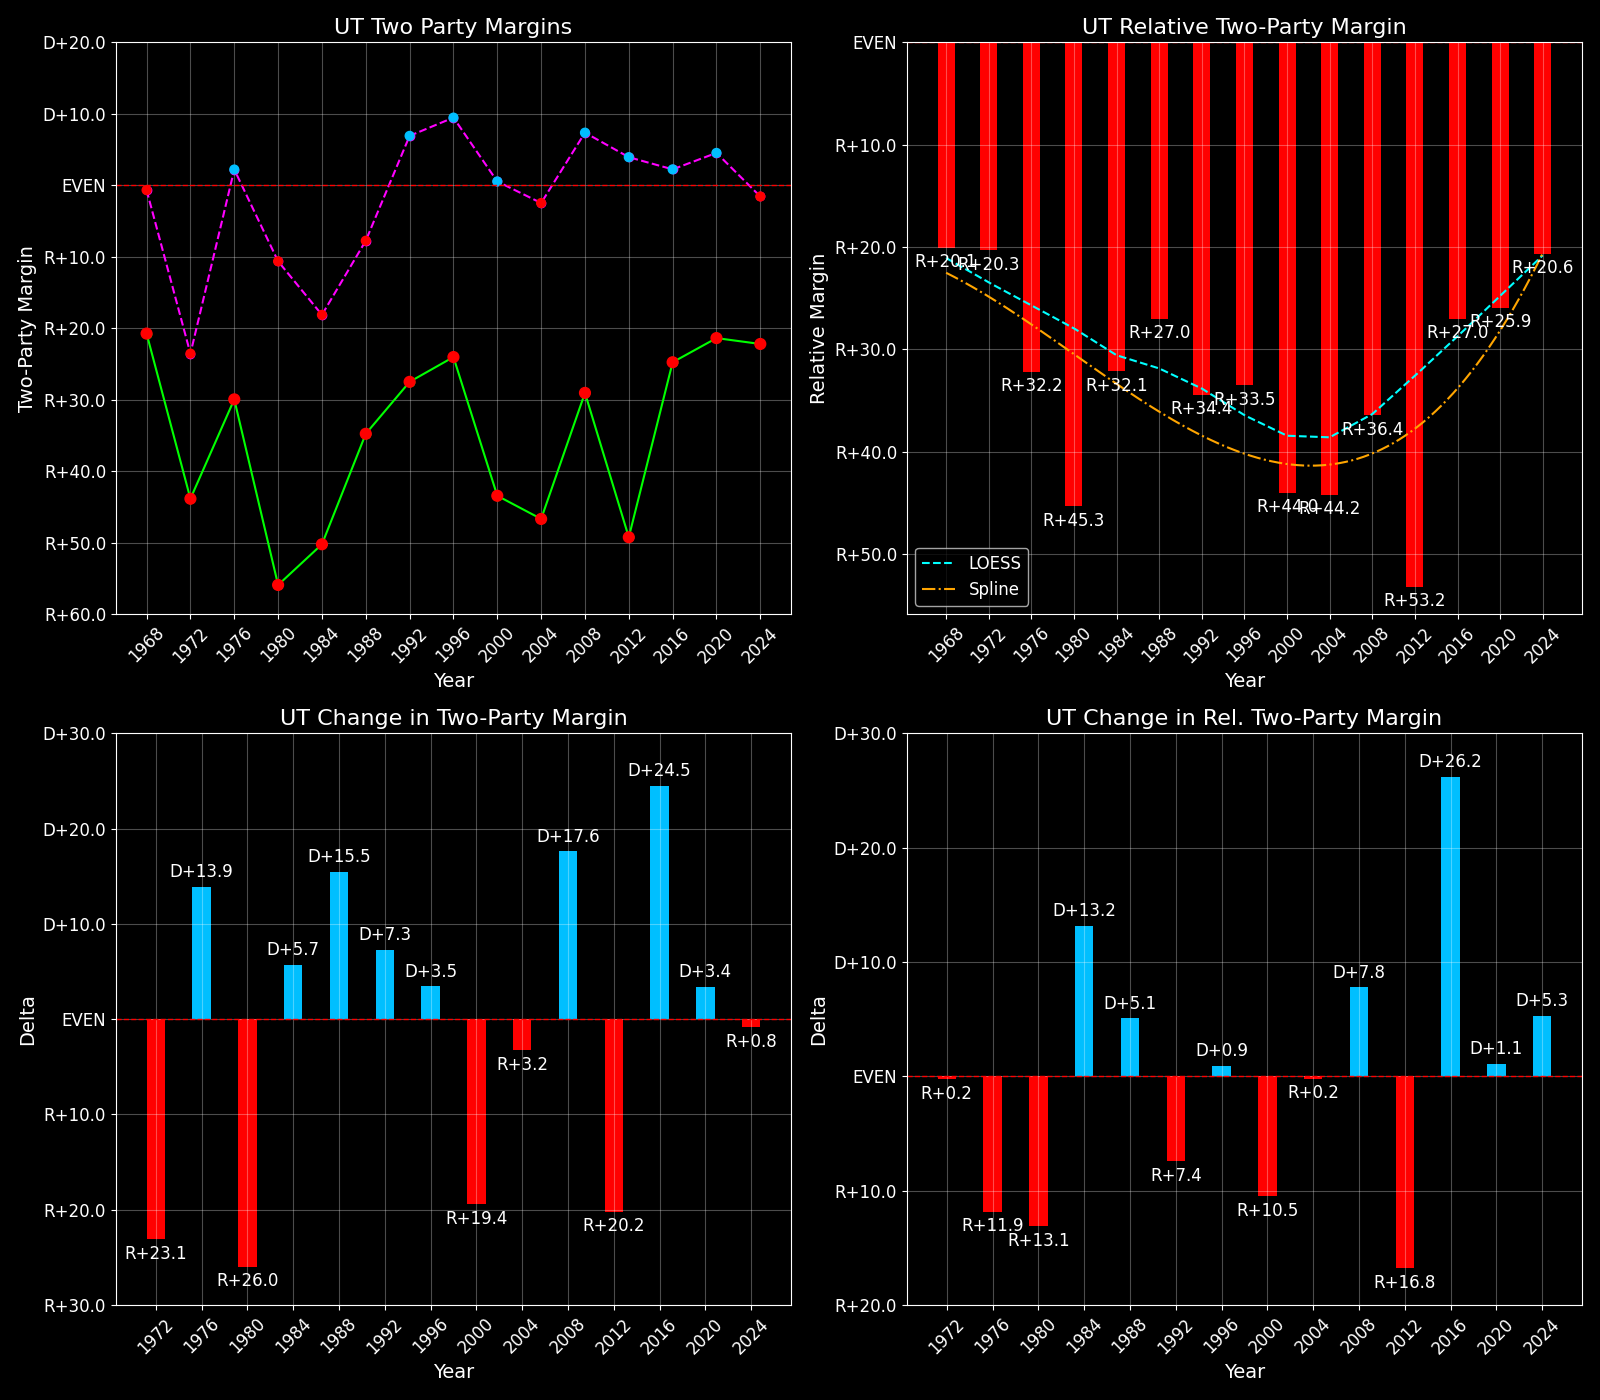 UT Two Party Margins
D+20.0
D+10.0
EVEN
R+10.0
R+20.0
R+30.0
R+40.0
R+50.0
R+60.0
Two-Party Margin
1968
1972
1976
1980
1984
1988
1992
1996
2000
2004
2008
2012
2016
2020
2024
Year
UT Relative Two-Party Margin
EVEN
R+10.0
R+20.0
R+30.0
R+40.0
R+50.0
Relative Margin
R+20.1
R+20.3
R+32.2
R+45.3
R+32.1
R+27.0
R+34.4
R+33.5
R+44.0
R+44.2
R+36.4
R+53.2
R+27.0
R+25.9
R+20.6
LOESS
Spline
1968
1972
1976
1980
1984
1988
1992
1996
2000
2004
2008
2012
2016
2020
2024
Year
UT Change in Two-Party Margin
D+30.0
D+20.0
D+10.0
EVEN
R+10.0
R+20.0
R+30.0
Delta
R+23.1
D+13.9
R+26.0
D+5.7
D+15.5
D+7.3
D+3.5
R+19.4
R+3.2
D+17.6
R+20.2
D+24.5
D+3.4
R+0.8
1972
1976
1980
1984
1988
1992
1996
2000
2004
2008
2012
2016
2020
2024
Year
UT Change in Rel. Two-Party Margin
D+30.0
D+20.0
D+10.0
EVEN
R+10.0
R+20.0
Delta
R+0.2
R+11.9
R+13.1
D+13.2
D+5.1
R+7.4
D+0.9
R+10.5
R+0.2
D+7.8
R+16.8
D+26.2
D+1.1
D+5.3
1972
1976
1980
1984
1988
1992
1996
2000
2004
2008
2012
2016
2020
2024
Year